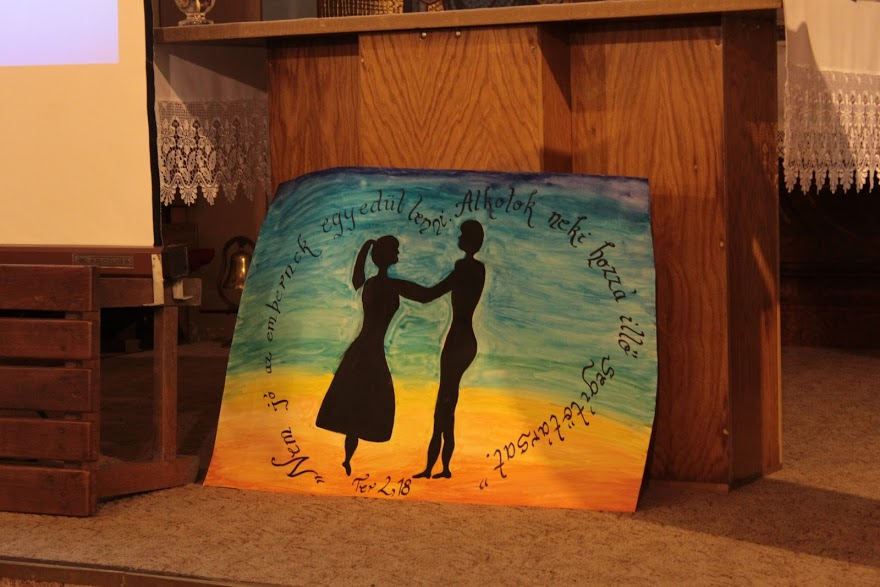 "Nem jó az embernek egyedül lenni. Alkotok neki hozzá illő segítőtársat."
Ter 2,18